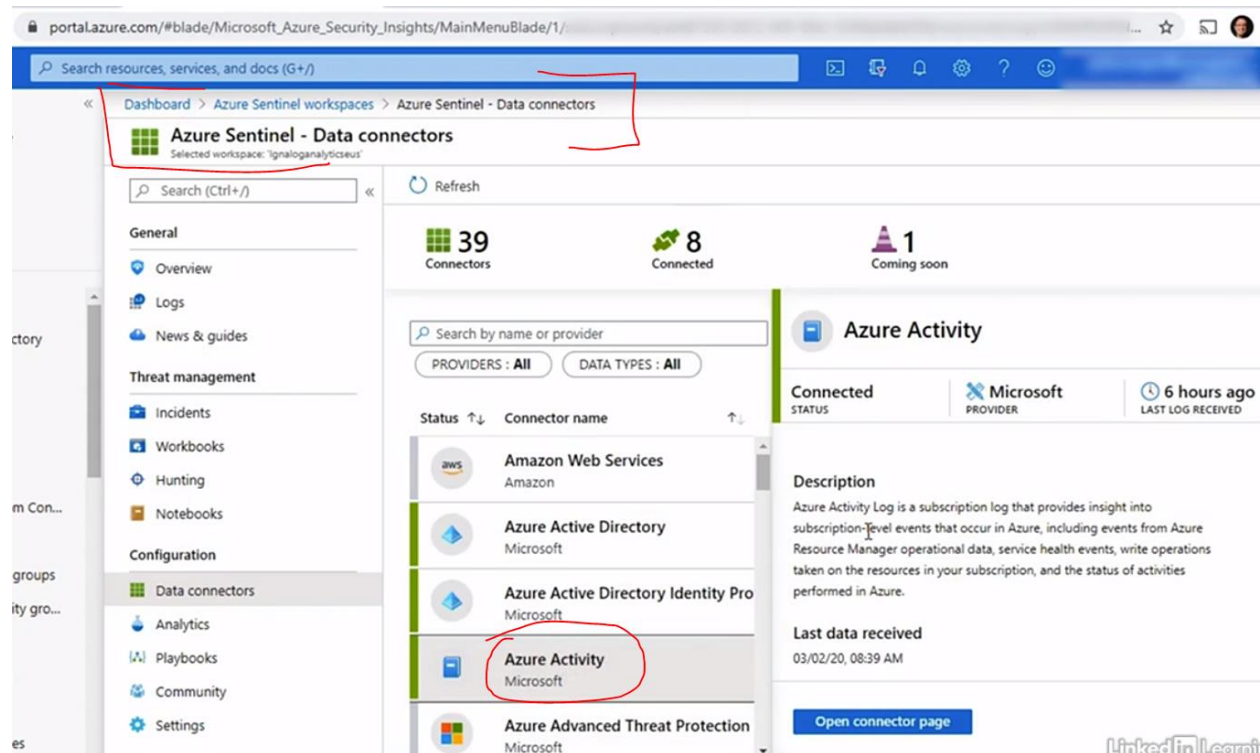 portal.azure.com/#blade/Microsoft_Azure_Security_Insights/MainMenuBlade/1/
Search resources, services, and docs (G+/)
Dashboard > Azure Sentinel workspaces > Azure Sentinel - Data connectors
Azure Sentinel - Data connectors
Selected workspace: 'lgnaloganalyticseus'
Search (Ctrl+/)
Refresh
General
Overview
Logs
News & guides
Threat management
Incidents
Workbooks
Hunting
Notebooks
Configuration
Data connectors
Analytics
Playbooks
Community
Settings
ctory
m Con...
groups
ity gro...
es
39
Connectors
8
Connected
1
Coming soon
Search by name or provider
PROVIDERS : All
DATA TYPES : All
Status
Connector name
aws
Amazon Web Services
Amazon
Azure Active Directory
Microsoft
Azure Active Directory Identity Pro
Microsoft
Azure Activity
Microsoft
Azure Advanced Threat Protection
Microsoft
Azure Activity
Connected
STATUS
Microsoft
PROVIDER
6 hours ago
LAST LOG RECEIVED
Description
Azure Activity Log is a subscription log that provides insight into
subscription-level events that occur in Azure, including events from Azure
Resource Manager operational data, service health events, write operations
taken on the resources in your subscription, and the status of activities
performed in Azure.
Last data received
03/02/20, 08:39 AM
Open connector page
Linked in Learni